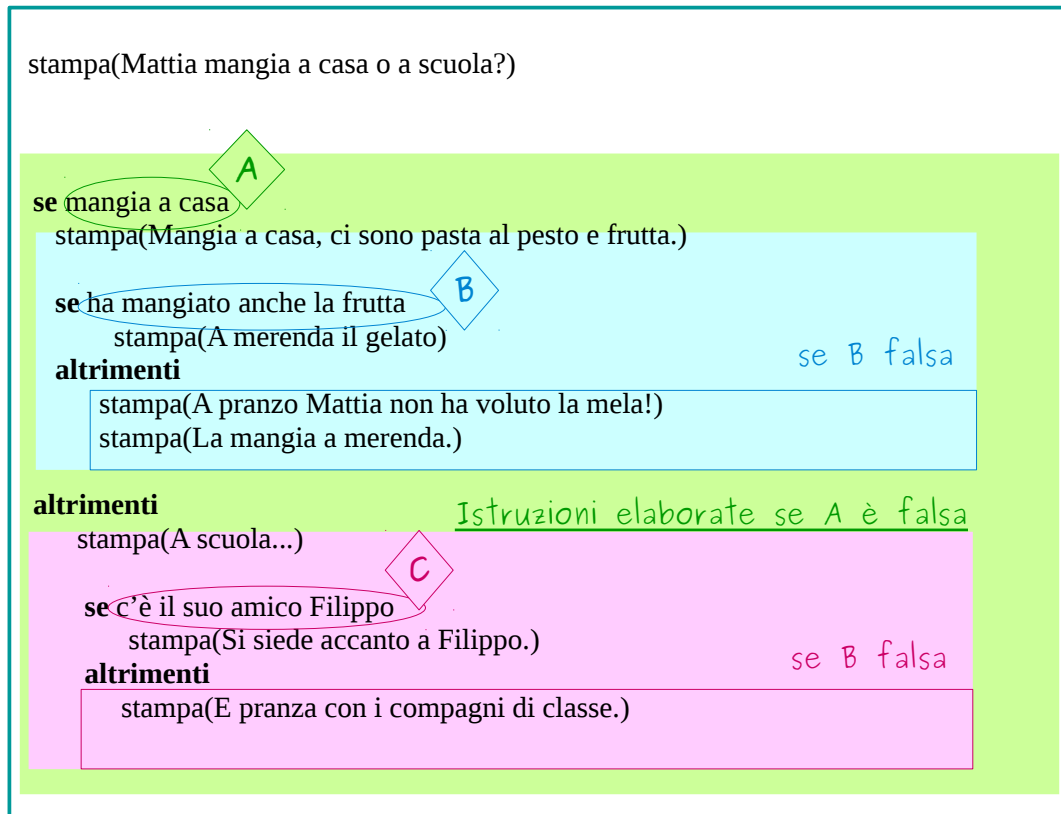 stampa(Mattia mangia a casa o a scuola?)
A
se mangia a casa
stampa(Mangia a casa, ci sono pasta al pesto e frutta.)
B
se ha mangiato anche la frutta
stampa(A merenda il gelato)
se B falsa
altrimenti
stampa(A pranzo Mattia non ha voluto la mela!)
stampa(La mangia a merenda.)
altrimenti
Istruzioni elaborate se A è falsa
stampa(A scuola...)
C
se c’è il suo amico Filippo
stampa(Si siede accanto a Filippo.)
se B falsa
altrimenti
stampa(E pranza con i compagni di classe.)